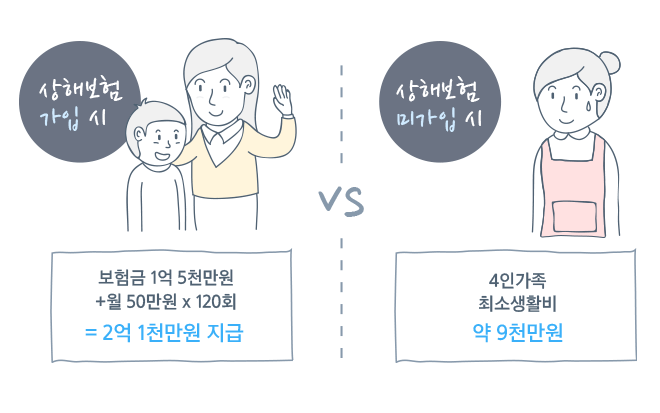 상해보험
가입 시
보험금 1억 5천만원
+월 50만원 x 120회
= 2억 1천만원 지급
vs
상해보험
미가입 시
4인가족
최소생활비
약 9천만원